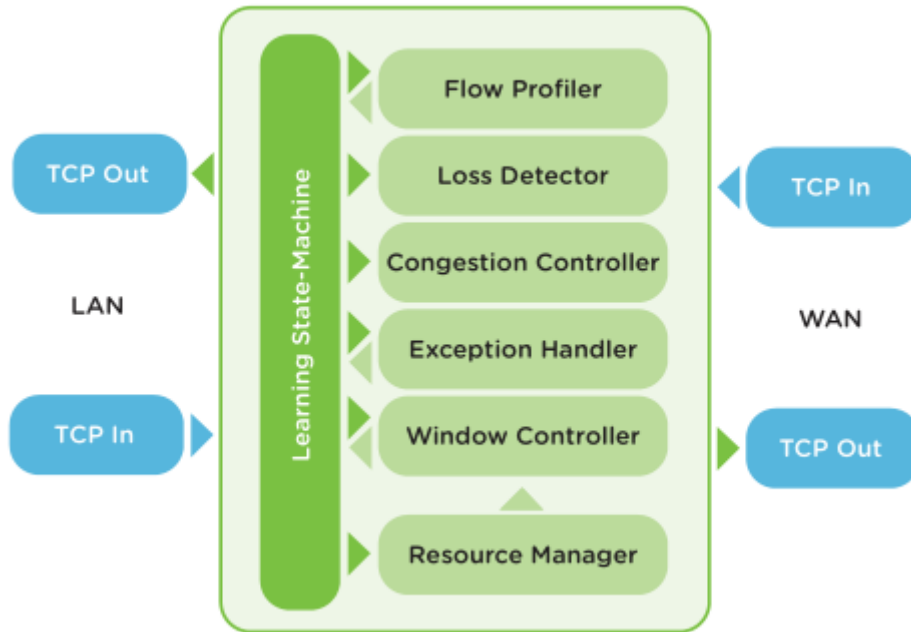 Learning State-Machine
Flow Profiler
TCP Out
Loss Detector
TCP In
Congestion Controller
LAN
WAN
Exception Handler
TCP In
Window Controller
TCP Out
Resource Manager